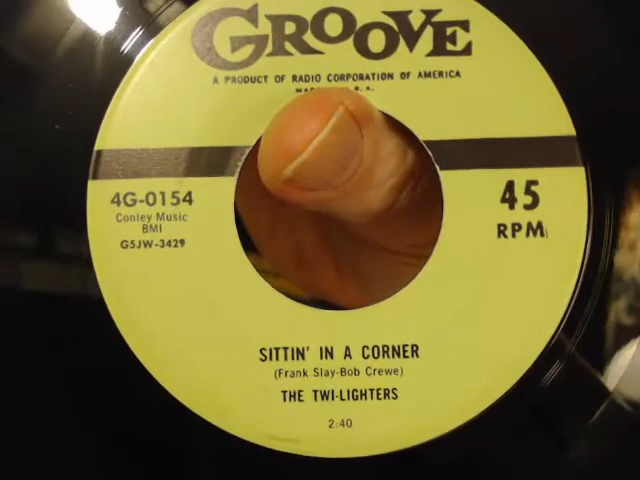 GROOVE
A PRODUCT OF RADIO CORPORATION OF AMERICA
4G-0154
Conley Music
BMI
G5JW-3429
45
RPM
SITTIN' IN A CORNER
(Frank Slay-Bob Crewe)
THE TWI-LIGHTERS
2:40